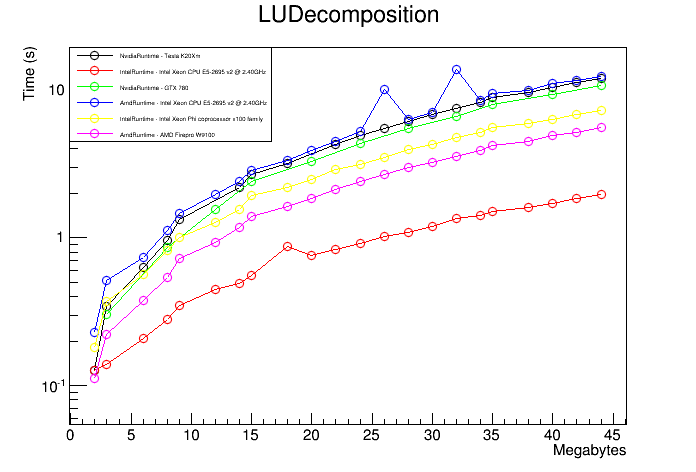 LUDecomposition
Time (s)
NvidiaRuntime - Tesla K20Xm
IntelRuntime - Intel Xeon CPU E5-2695 v2 @ 2.40GHz
NvidiaRuntime - GTX 780
AmdRuntime - Intel Xeon CPU E5-2695 v2 @ 2.40GHz
IntelRuntime - Intel Xeon Phi coprocessor x100 family
AmdRuntime - AMD Firepro W9100
10
1
10-1
0 5 10 15 20 25 30 35 40 45
Megabytes